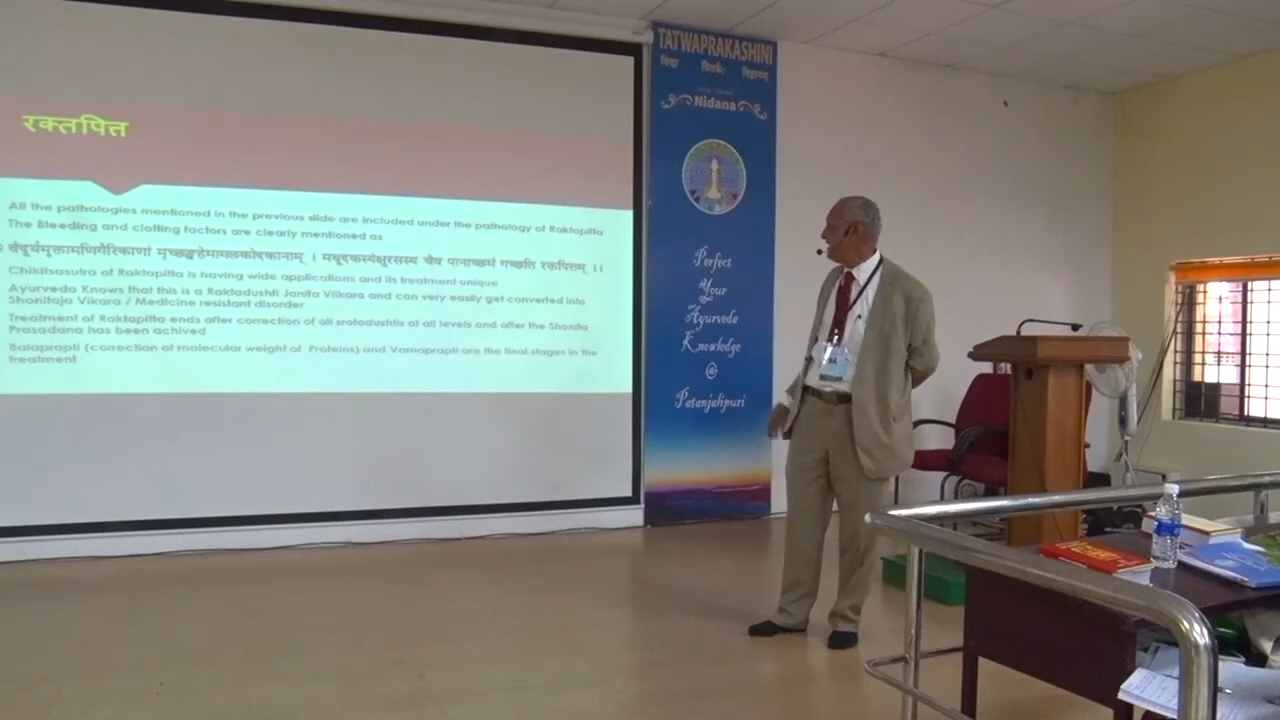 रक्तपित्त
All the pathologies mentioned in the previous slide are included under the pathology of Raktapitta
The Bleeding and clotting factors are clearly mentioned as
वैदूर्यमुक्तामणिगैरिकाणां मृच्छङ्खहेमामलकोदकानाम् । मधूदकस्येक्षुरसस्य चैव पानाच्छमं गच्छति रक्तपित्तम् ।।
Chikitsasutra of Raktapitta is having wide applications and its treatment unique
Ayurveda Knows that this is a Raktadushti Janita Viikara and can very easily get converted into
Shonitaja Vikara / Medicine resistant disorder
Treatment of Raktapitta ends after correction of all srotodushtis at all levels and after the Shonita
Prasadana has been achived
Balaprapti (correction of molecular weight of Proteins) and Varnaprapti are the final stages in the
treatment
TATWAPRAKASHINI
विद्या वितर्कः विज्ञानम्
Nidana
Perfect
Your
Ayurveda
Knowledge
@
Patanjalipuri